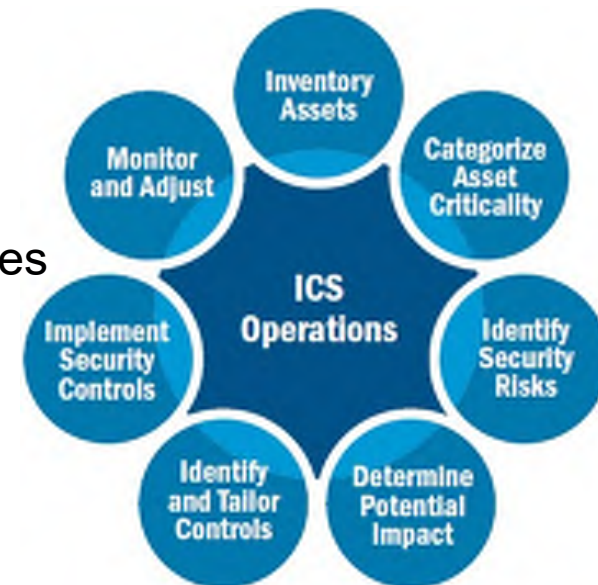 Inventory
Assets
Categorize
Asset
Criticality
Identify
Security
Risks
Determine
Potential
Impact
Identify
and Tailor
Controls
Implement
Security
Controls
Monitor
and Adjust
ICS
Operations
es